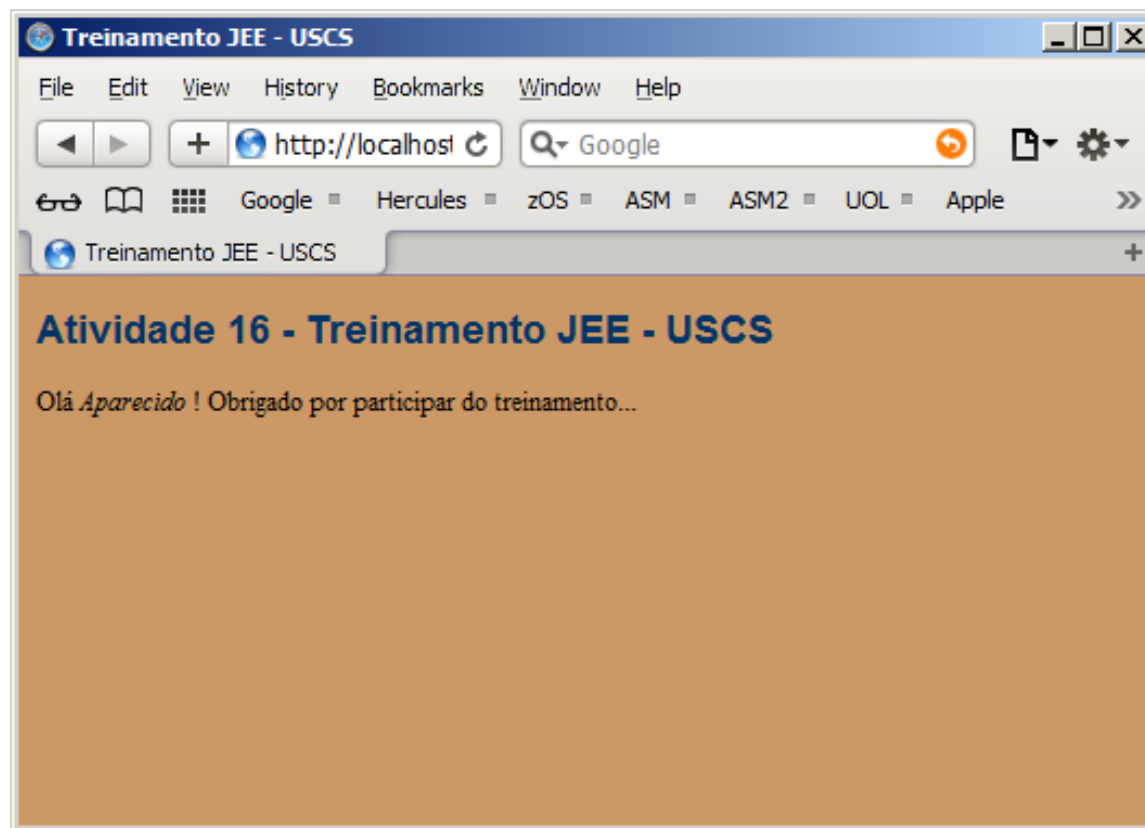 Treinamento JEE - USCS
File Edit View History Bookmarks Window Help
http://localhost Google
Google Hercules zOS ASM ASM2 UOL Apple
Treinamento JEE - USCS
Atividade 16 - Treinamento JEE - USCS
Olá Aparecido ! Obrigado por participar do treinamento...